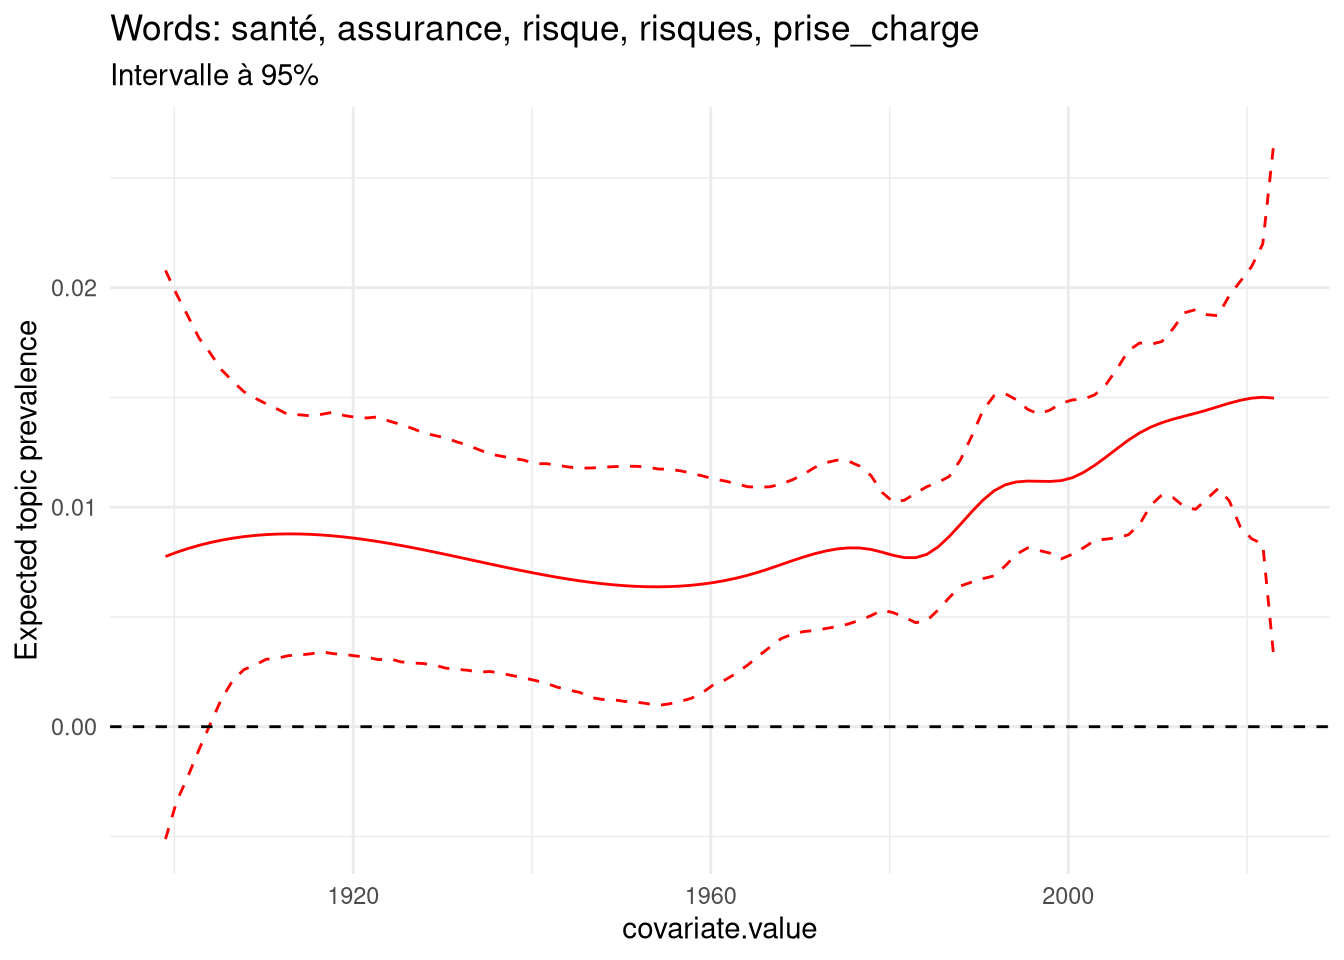 Words: santé, assurance, risque, risques, prise_charge
Intervalle à 95%
Expected topic prevalence
0.02
0.01
0.00
1920
1960
2000
covariate.value